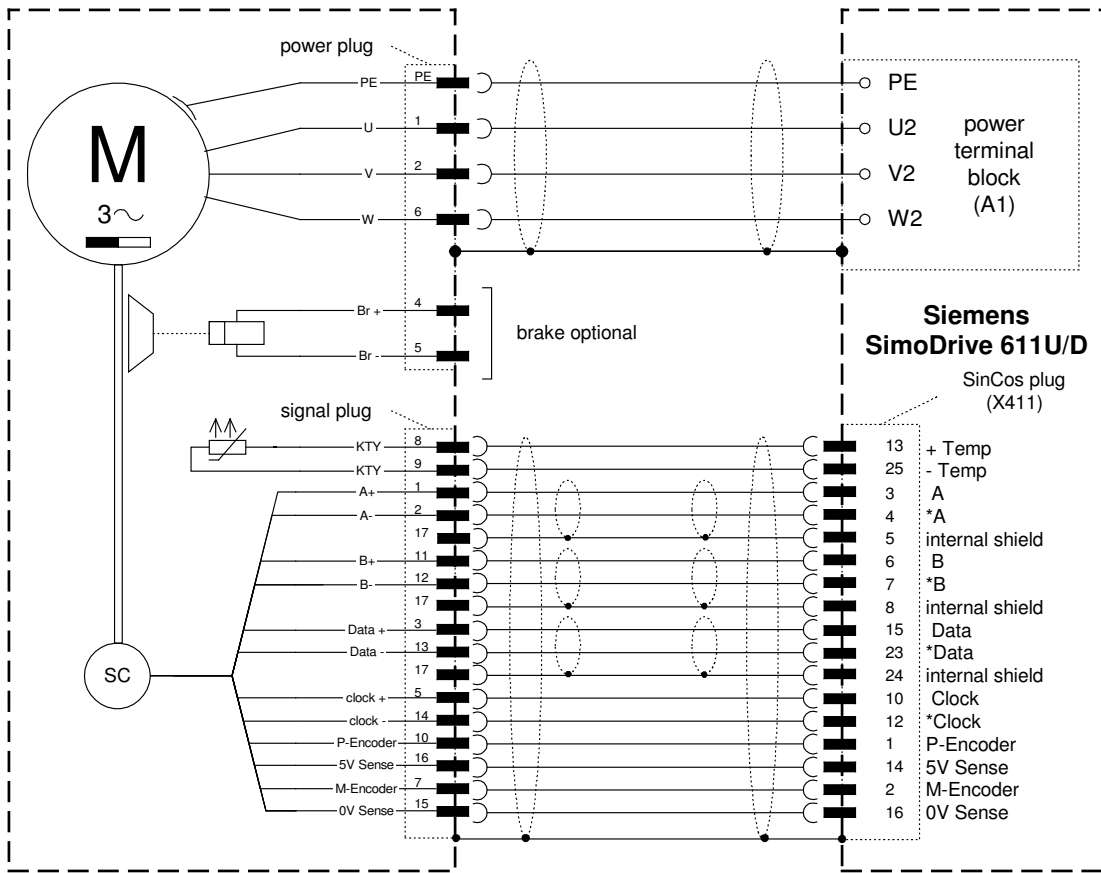 power plug
PE PE PE
M U 1 U2 power
terminal
V 2 V2 block
3 W 6 W2 (A1)
Br + 4
brake optional
Br - 5
Siemens
SimoDrive 611U/D
SinCos plug
(X411)
signal plug
KTY 8 13 + Temp
KTY 9 25 - Temp
A+ 1 3 A
A- 2 4 *A
17 5 internal shield
B+ 11 6 B
B- 12 7 *B
17 8 internal shield
Data + 3 15 Data
Data - 13 23 *Data
SC 17 24 internal shield
clock + 5 10 Clock
clock - 14 12 *Clock
P-Encoder 10 1 P-Encoder
5V Sense 16 14 5V Sense
M-Encoder 7 2 M-Encoder
0V Sense 15 16 0V Sense